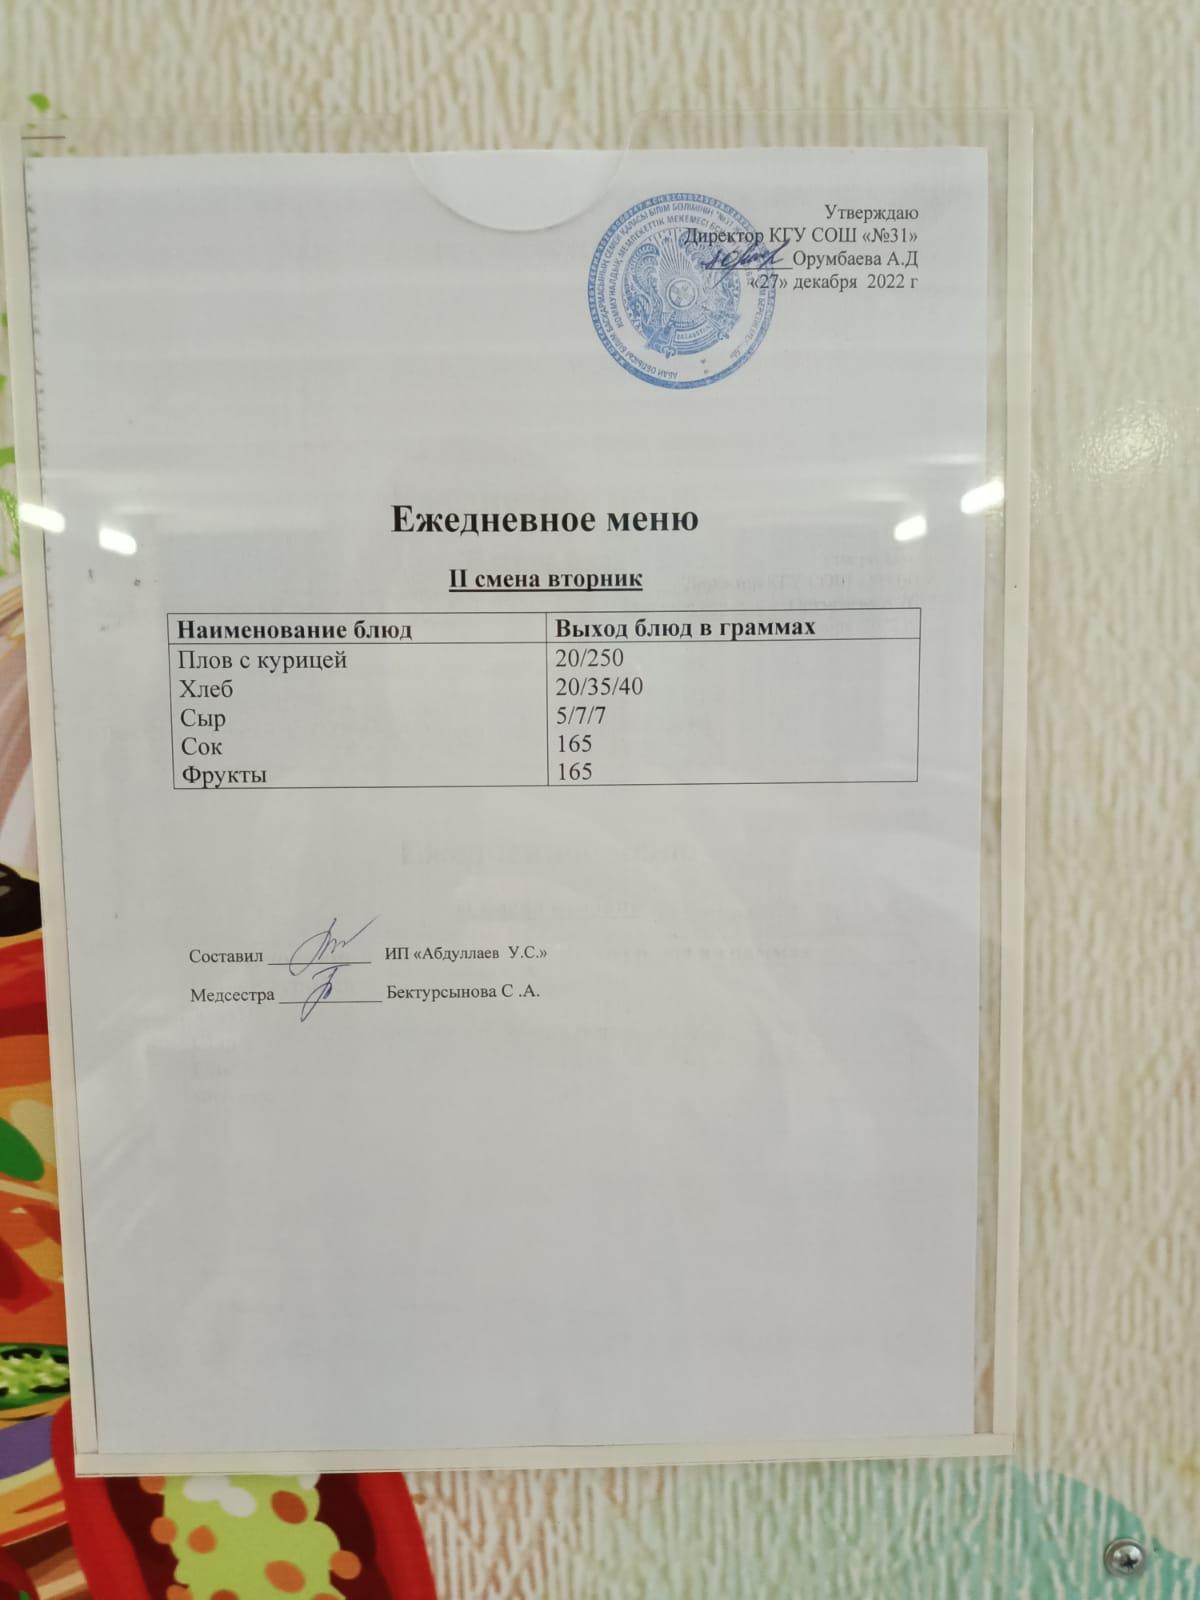 Утверждаю
Директор КГУ СОШ «№31»
Орумбаева А.Д
«27» декабря 2022 г
Ежедневное меню
II смена вторник
Наименование блюд Выход блюд в граммах
Плов с курицей 20/250
Хлеб 20/35/40
Сыр 5/7/7
Сок 165
Фрукты 165
Составил ИП «Абдуллаев У.С.»
Медсестра Бектурсынова С .А.